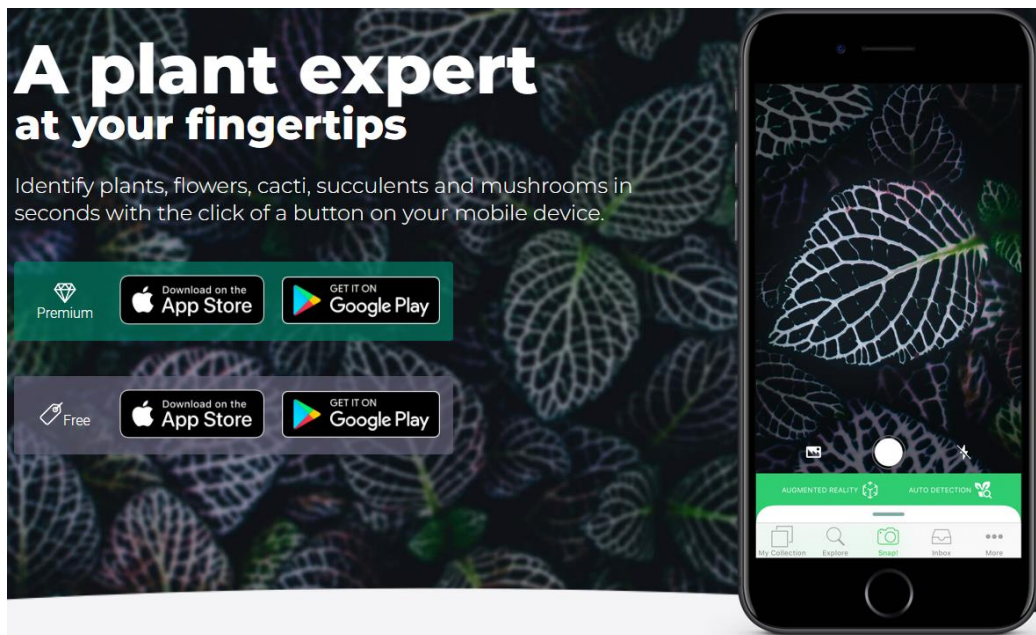 A plant expert
at your fingertips
Identify plants, flowers, cacti, succulents and mushrooms in
seconds with the click of a button on your mobile device.
Premium
Download on the
App Store
GET IT ON
Google Play
Free
Download on the
App Store
GET IT ON
Google Play
AUGMENTED REALITY
AUTO DETECTION
My Collection
Explore
Snap!
Inbox
More